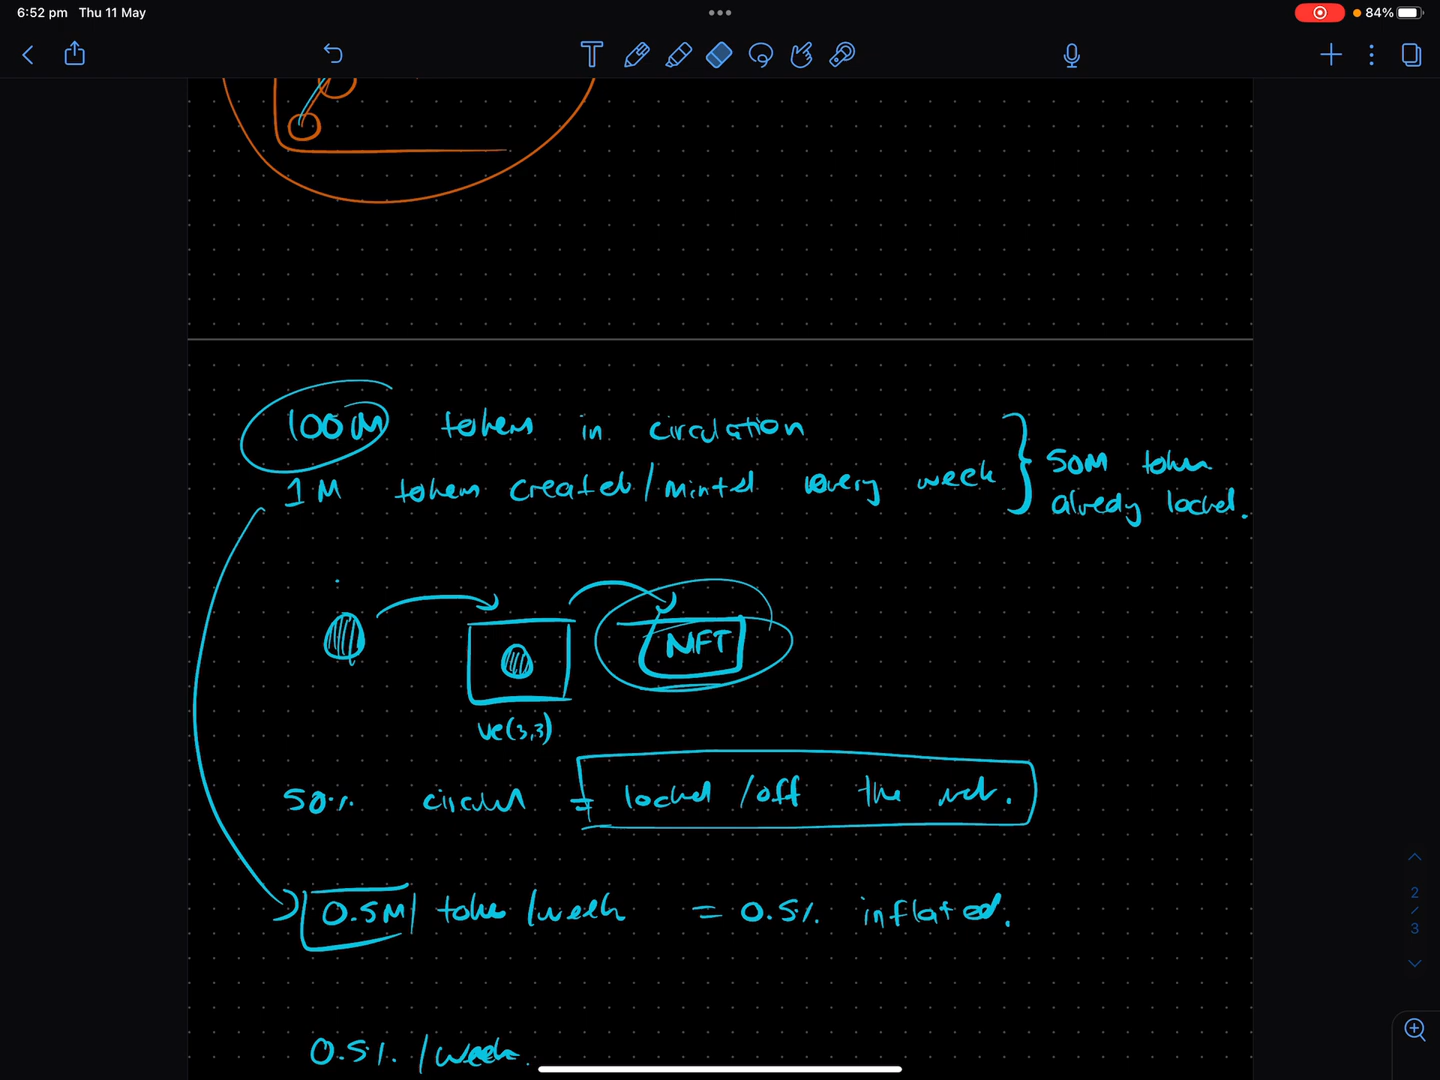 6:52 pm Thu 11 May
84%
100M token in circulation
1M token created/minted every week
50M token
already locked.
NFT
ve(3,3)
50% = locked /off the
0.5M token /week = 0.5% inflated.
0.5% /week
2
/
3